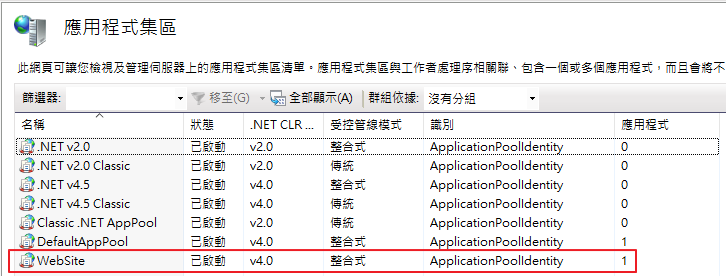 應用程式集區
此網頁可讓您檢視及管理伺服器上的應用程式集區清單。應用程式集區與工作者處理序相關聯、包含一個或多個應用程式，而且會將不
篩選器: 移至(G) 全部顯示(A) 群組依據: 沒有分組
名稱 狀態 .NET CLR ... 受控管線模式 識別 應用程式
.NET v2.0 已啟動 v2.0 整合式 ApplicationPoolIdentity 0
.NET v2.0 Classic 已啟動 v2.0 傳統 ApplicationPoolIdentity 0
.NET v4.5 已啟動 v4.0 整合式 ApplicationPoolIdentity 0
.NET v4.5 Classic 已啟動 v4.0 傳統 ApplicationPoolIdentity 0
Classic .NET AppPool 已啟動 v2.0 傳統 ApplicationPoolIdentity 0
DefaultAppPool 已啟動 v4.0 整合式 ApplicationPoolIdentity 1
WebSite 已啟動 v4.0 整合式 ApplicationPoolIdentity 1